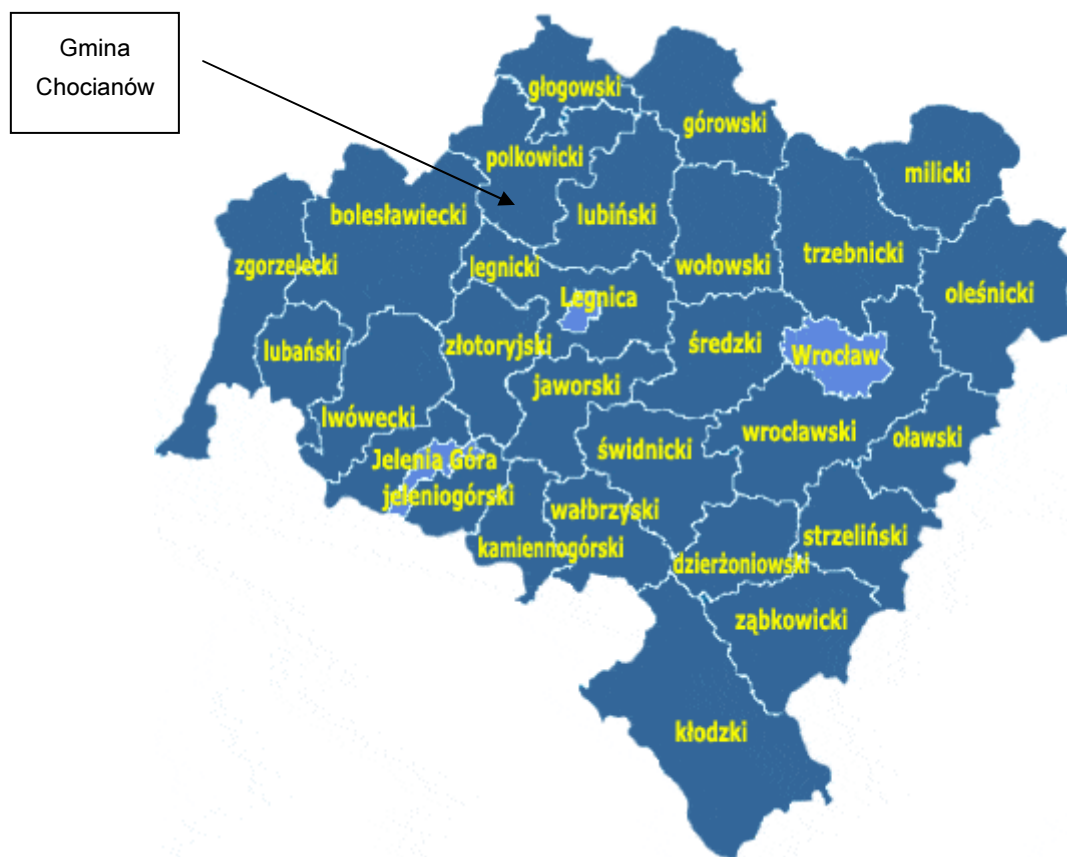 Gmina
Chocianów
głogowski
górowski
polkowicki
milicki
bolesławiecki
lubiński
trzebnicki
zgorzelecki
legnicki
wołowski
oleśnicki
Legnica
lubański
złotoryjski
średzki
Wrocław
jaworski
lwówecki
wrocławski
oławski
świdnicki
Jelenia Góra
jeleniogórski
wałbrzyski
strzeliński
kamiennogórski
dzierżoniowski
ząbkowicki
kłodzki